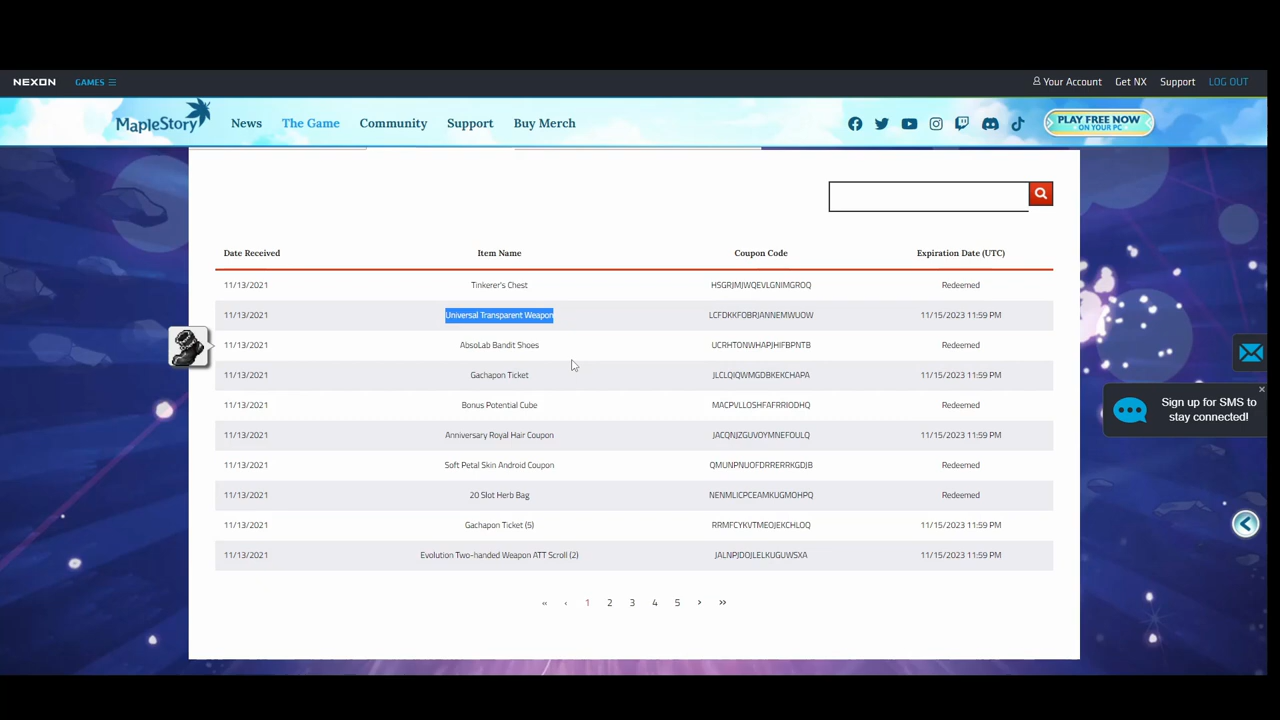 NEXON GAMES Your Account Get NX Support LOG OUT
MapleStory News The Game Community Support Buy Merch PLAY FREE NOW
ON YOUR PC
Date Received Item Name Coupon Code Expiration Date (UTC)
11/13/2021 Tinkerer's Chest HSGRJMJWQEVLGNIMGROQ Redeemed
11/13/2021 Universal Transparent Weapon LCFDKKFOBRJANNEMWUOW 11/15/2023 11:59 PM
11/13/2021 AbsoLab Bandit Shoes UCRHTONWHAPJHIFBPNTB Redeemed
11/13/2021 Gachapon Ticket JLCLQIQWMGDBKEKCHAPA 11/15/2023 11:59 PM
11/13/2021 Bonus Potential Cube MACPVLLOSHFAFRRIODHQ Redeemed
11/13/2021 Anniversary Royal Hair Coupon JACQNJZGUVOYMNEFOULQ 11/15/2023 11:59 PM
11/13/2021 Soft Petal Skin Android Coupon QMUNPNUOFDRRERRKGDJB Redeemed
11/13/2021 20 Slot Herb Bag NENMLICPCEAMKUGMOHPQ Redeemed
11/13/2021 Gachapon Ticket (5) RRMFCYKVTMEOJEKCHLOQ 11/15/2023 11:59 PM
11/13/2021 Evolution Two-handed Weapon ATT Scroll (2) JALNPJDOJLELKUGUWSXA 11/15/2023 11:59 PM
« ‹ 1 2 3 4 5 › »
Sign up for SMS to
stay connected!